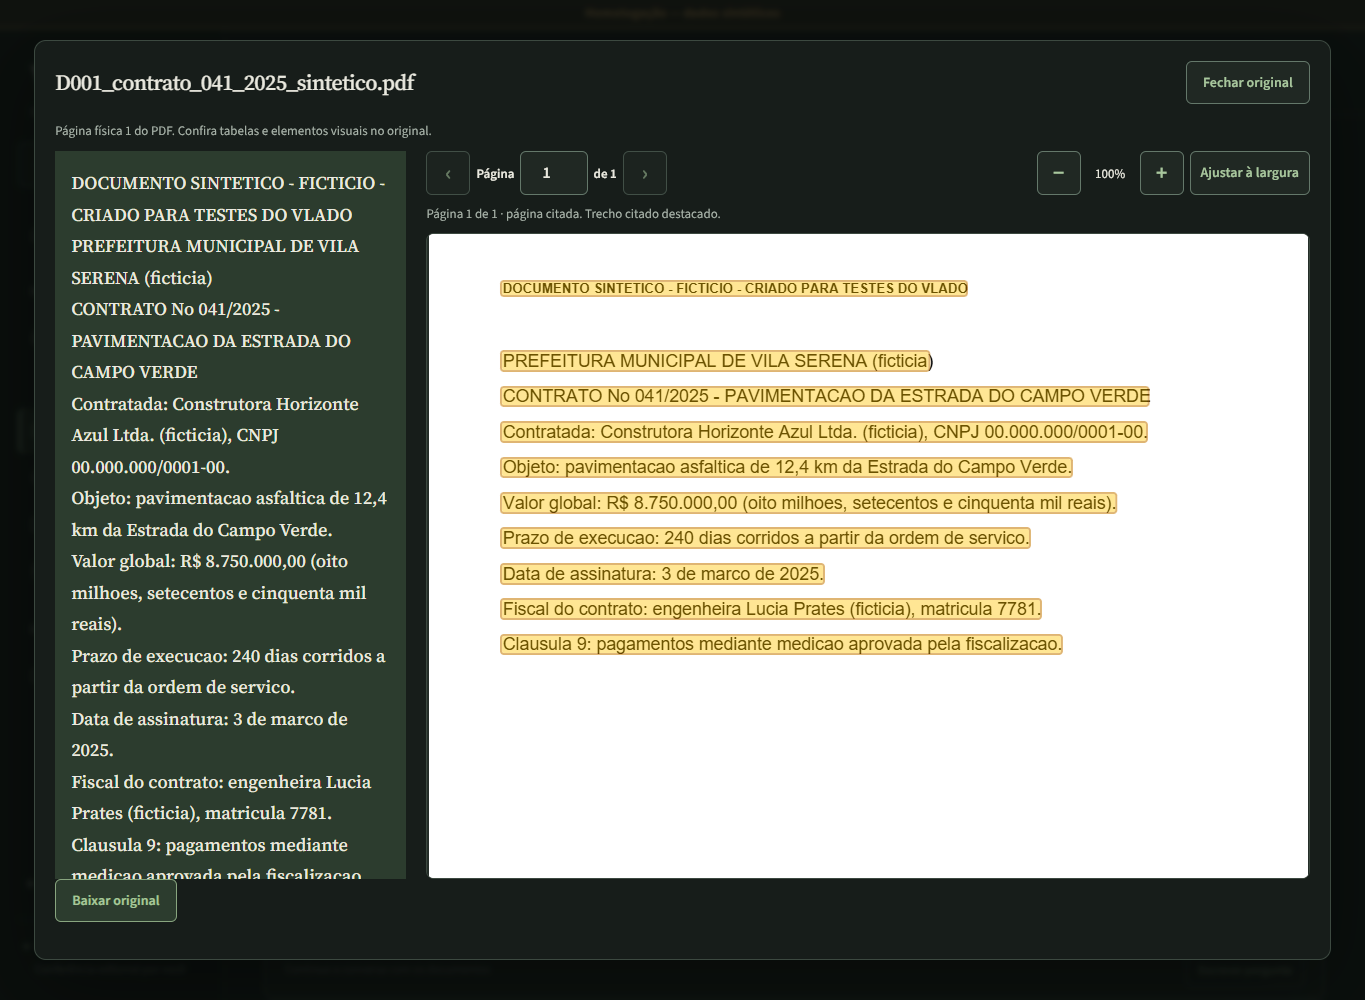 D001_contrato_041_2025_sintetico.pdf
Fechar original
Página física 1 do PDF. Confira tabelas e elementos visuais no original.
DOCUMENTO SINTETICO - FICTICIO -
CRIADO PARA TESTES DO VLADO
PREFEITURA MUNICIPAL DE VILA
SERENA (ficticia)
CONTRATO No 041/2025 -
PAVIMENTACAO DA ESTRADA DO
CAMPO VERDE
Contratada: Construtora Horizonte
Azul Ltda. (ficticia), CNPJ
00.000.000/0001-00.
Objeto: pavimentacao asfaltica de 12,4
km da Estrada do Campo Verde.
Valor global: R$ 8.750.000,00 (oito
milhoes, setecentos e cinquenta mil
reais).
Prazo de execucao: 240 dias corridos a
partir da ordem de servico.
Data de assinatura: 3 de marco de
2025.
Fiscal do contrato: engenheira Lucia
Prates (ficticia), matricula 7781.
Clausula 9: pagamentos mediante
medicao aprovada pela fiscalizacao
Baixar original
‹ Página 1 de 1 ›
− 100% + Ajustar à largura
Página 1 de 1 · página citada. Trecho citado destacado.
DOCUMENTO SINTETICO - FICTICIO - CRIADO PARA TESTES DO VLADO
PREFEITURA MUNICIPAL DE VILA SERENA (ficticia)
CONTRATO No 041/2025 - PAVIMENTACAO DA ESTRADA DO CAMPO VERDE
Contratada: Construtora Horizonte Azul Ltda. (ficticia), CNPJ 00.000.000/0001-00.
Objeto: pavimentacao asfaltica de 12,4 km da Estrada do Campo Verde.
Valor global: R$ 8.750.000,00 (oito milhoes, setecentos e cinquenta mil reais).
Prazo de execucao: 240 dias corridos a partir da ordem de servico.
Data de assinatura: 3 de marco de 2025.
Fiscal do contrato: engenheira Lucia Prates (ficticia), matricula 7781.
Clausula 9: pagamentos mediante medicao aprovada pela fiscalizacao.